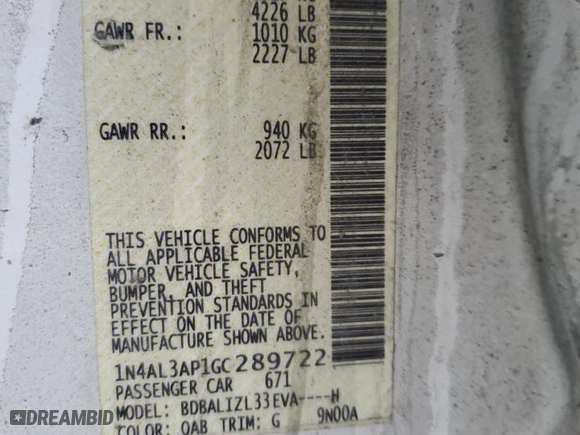 4226 LB
GAWR FR.: 1010 KG
2227 LB
GAWR RR.: 940 KG
2072 LB
THIS VEHICLE CONFORMS TO
ALL APPLICABLE FEDERAL
MOTOR VEHICLE SAFETY,
BUMPER, AND THEFT
PREVENTION STANDARDS IN
EFFECT ON THE DATE OF
MANUFACTURE SHOWN ABOVE.
1N4AL3AP1GC289722
PASSENGER CAR 671
MODEL: BDBALIZL33EVA----H
COLOR: QAB TRIM: G 9N00A
DREAMBID